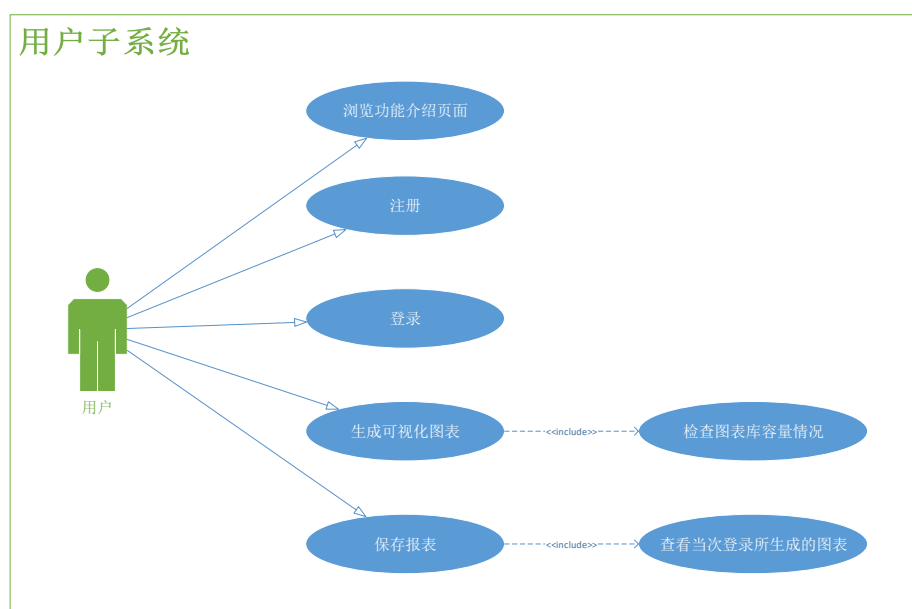 用户子系统
浏览功能介绍页面
注册
登录
用户
生成可视化图表
<<include>>
检查图表库容量情况
保存报表
<<include>>
查看当次登录所生成的图表